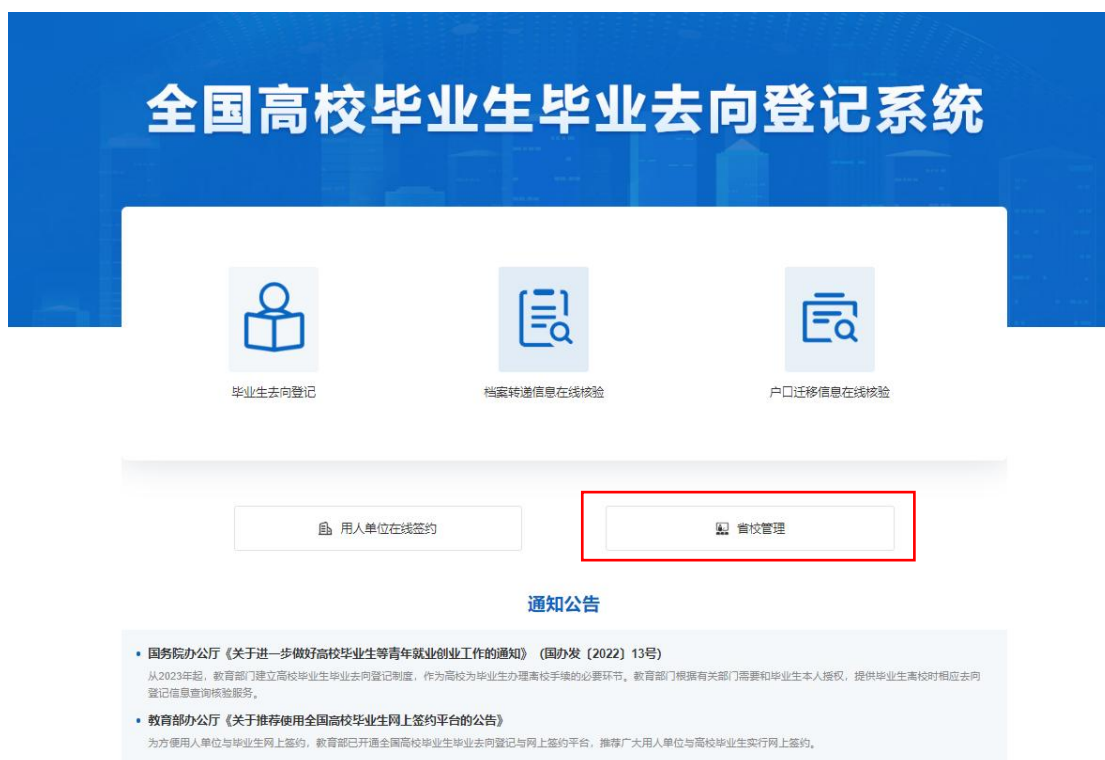 全国高校毕业生毕业去向登记系统
毕业生去向登记
档案转递信息在线核验
户口迁移信息在线核验
用人单位在线签约
省校管理
通知公告
• 国务院办公厅《关于进一步做好高校毕业生等青年就业创业工作的通知》（国办发〔2022〕13号）
从2023年起，教育部门建立高校毕业生毕业去向登记制度，作为高校为毕业生办理离校手续的必要环节。教育部门根据有关部门需要和毕业生本人授权，提供毕业生离校时相应去向
登记信息查询核验服务。
• 教育部办公厅《关于推荐使用全国高校毕业生网上签约平台的公告》
为方便用人单位与毕业生网上签约，教育部已开通全国高校毕业生毕业去向登记与网上签约平台，推荐广大用人单位与高校毕业生实行网上签约。